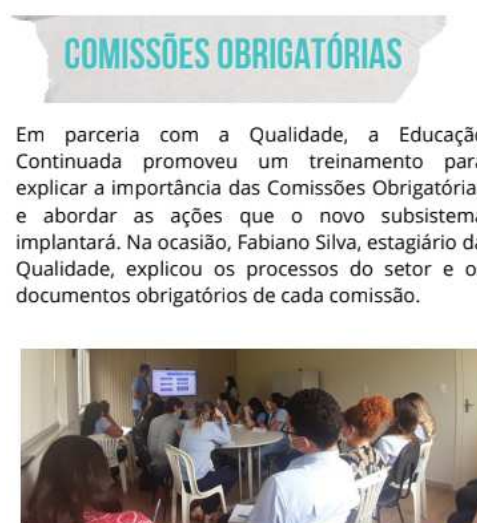 COMISSÕES OBRIGATÓRIAS
Em parceria com a Qualidade, a Educação
Continuada promoveu um treinamento para
explicar a importância das Comissões Obrigatória
e abordar as ações que o novo subsistema
implantará. Na ocasião, Fabiano Silva, estagiário da
Qualidade, explicou os processos do setor e o
documentos obrigatórios de cada comissão.